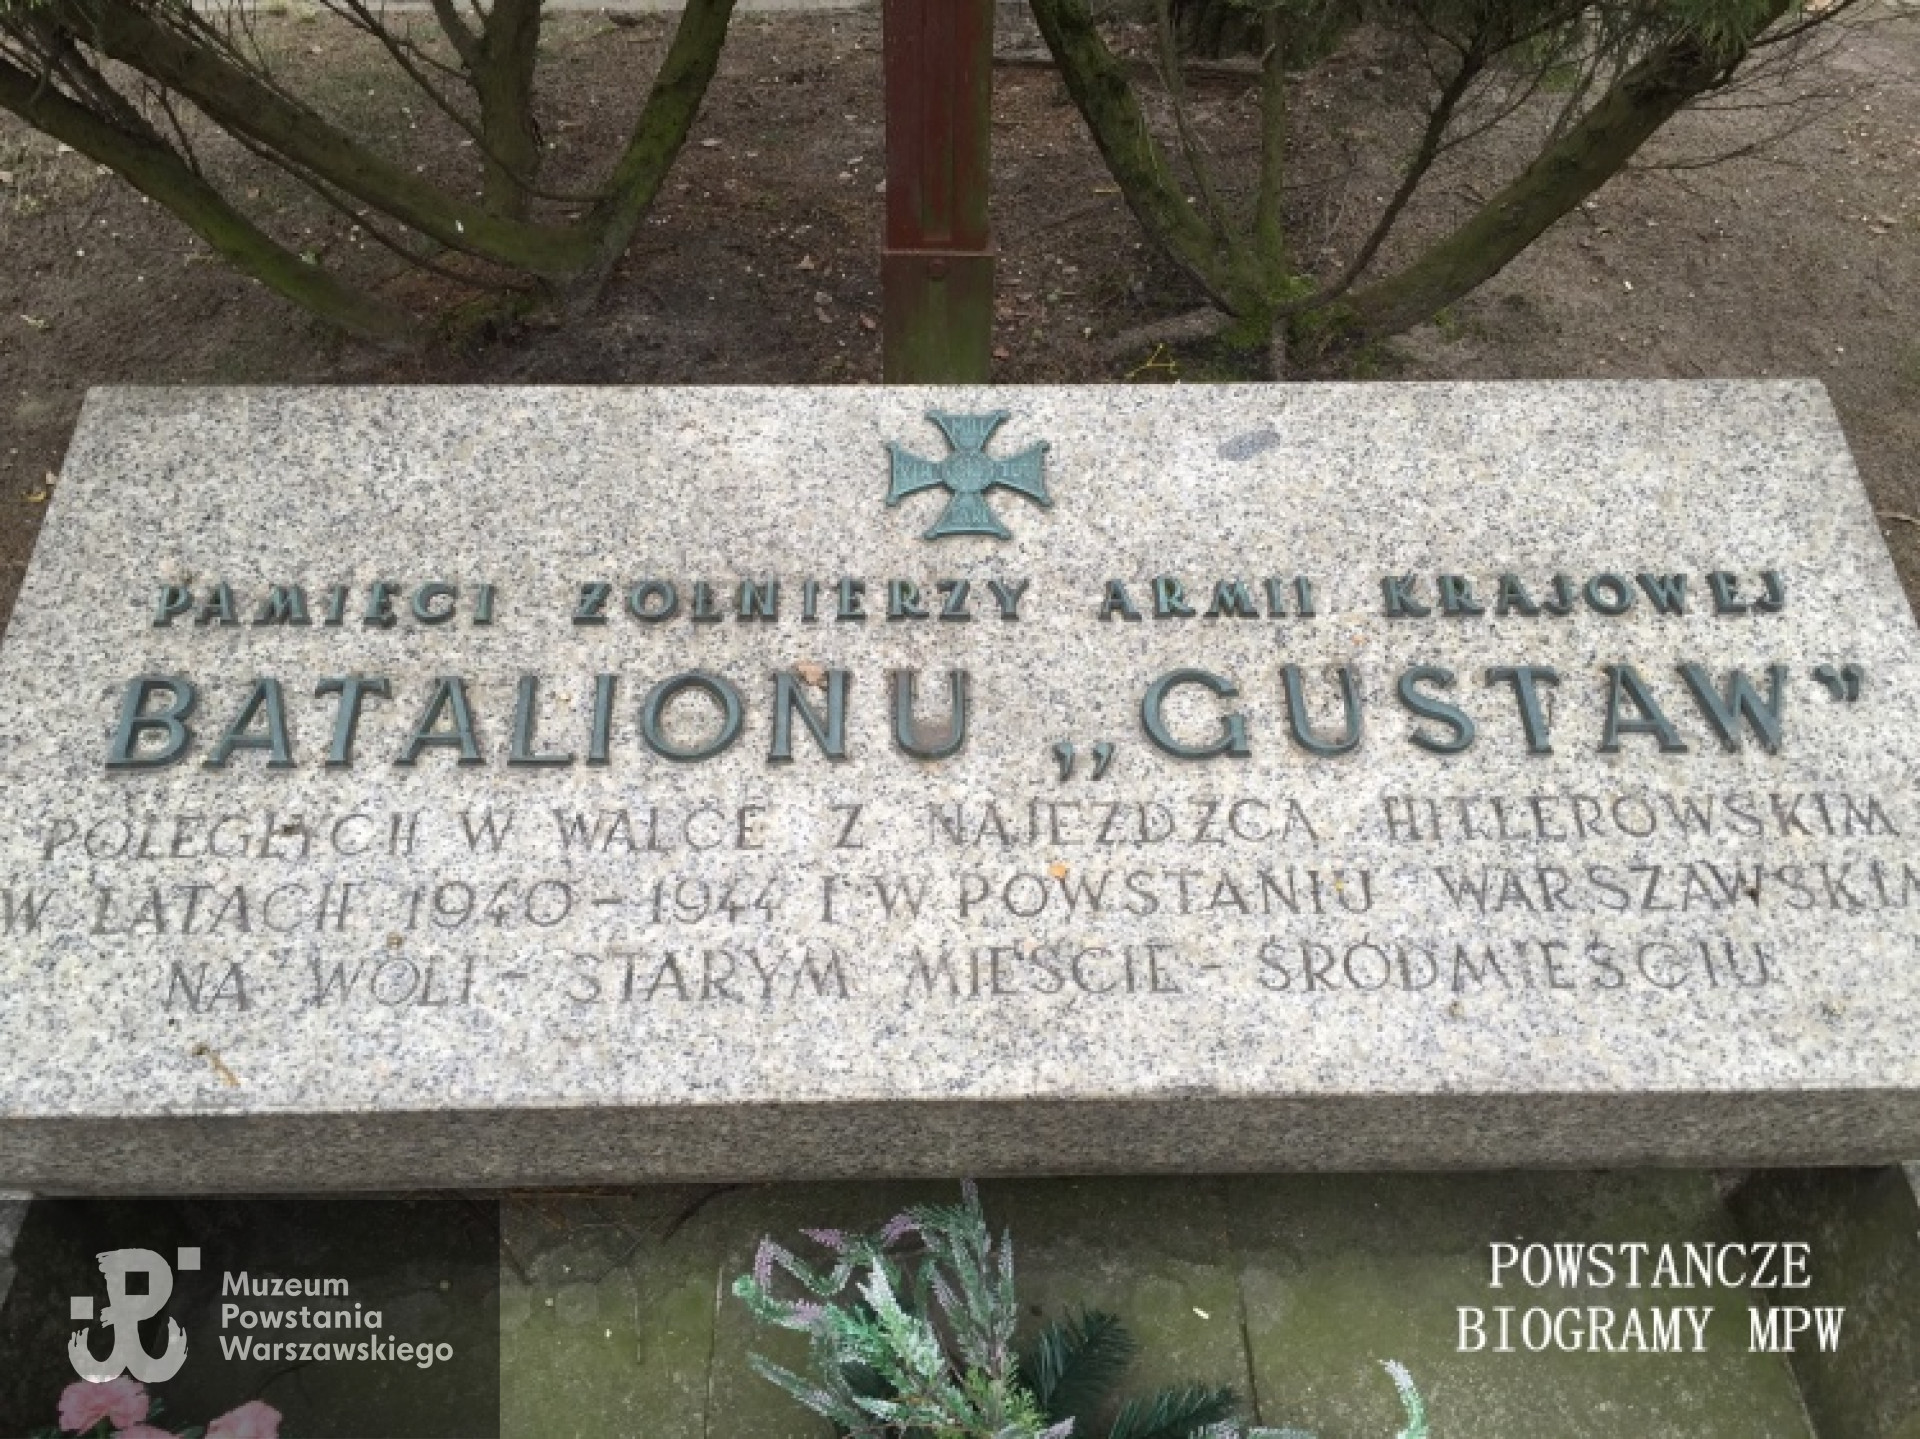 PAMIĘCI ŻOŁNIERZY ARMII KRAJOWEJ
BATALIONU „GUSTAW”
POLEGŁYCH W WALCE Z NAJEŹDŹCĄ HITLEROWSKIM
W LATACH 1940-1944 I W POWSTANIU WARSZAWSKIM
NA WOLI - STARYM MIEŚCIE - ŚRÓDMIEŚCIU
Muzeum
Powstania
Warszawskiego
POWSTAŃCZE
BIOGRAMY MPW